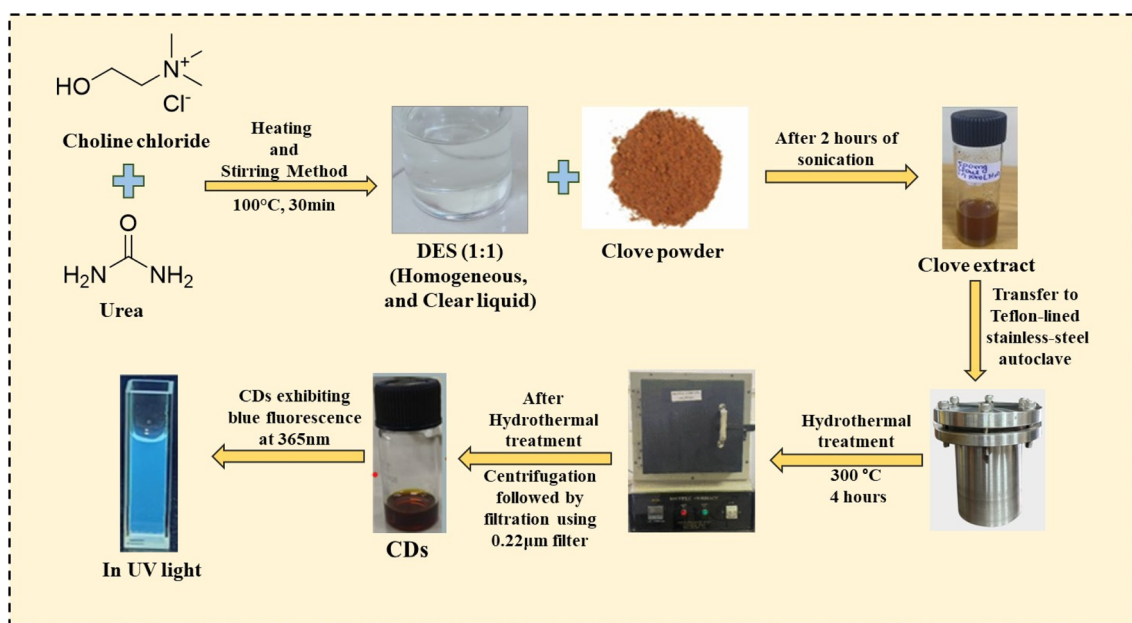 HO
N+
Cl-
Choline chloride
O
H₂N
NH₂
Urea
Heating
and
Stirring Method
100°C, 30min
DES (1:1)
(Homogeneous,
and Clear liquid)
Clove powder
After 2 hours of
sonication
Clove extract
Transfer to
Teflon-lined
stainless-steel
autoclave
Hydrothermal
treatment
300 °C
4 hours
After
Hydrothermal
treatment
Centrifugation
followed by
filtration using
0.22µm filter
CDs
CDs exhibiting
blue fluorescence
at 365nm
In UV light